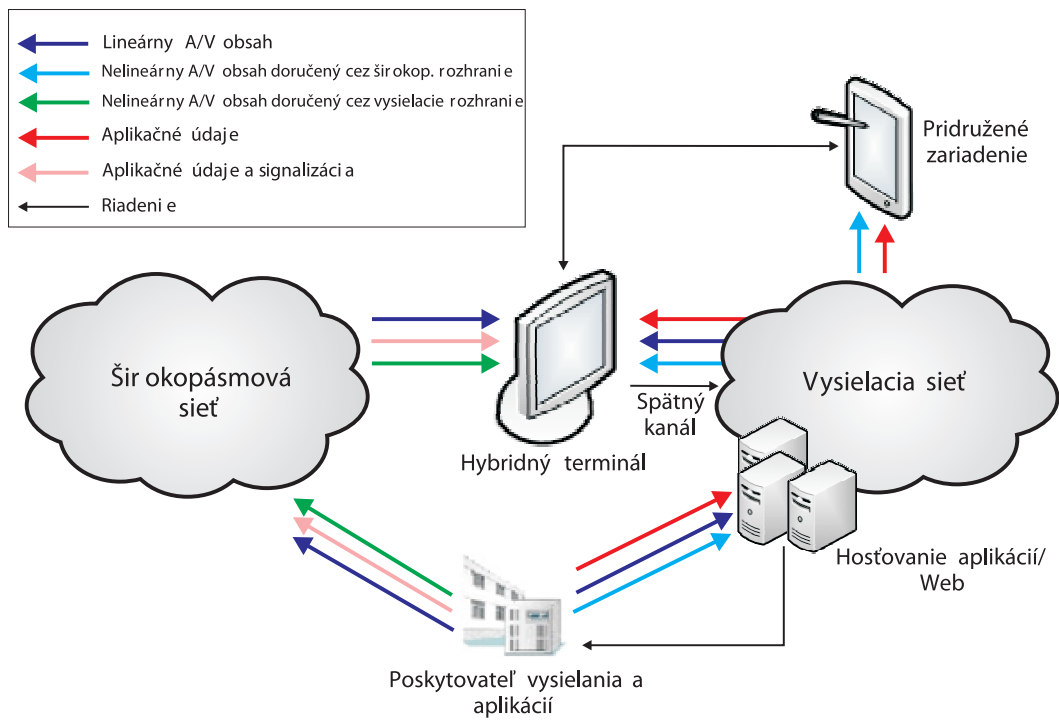 Lineárny A/V obsah
Nelineárny A/V obsah doručený cez širokop. rozhranie
Nelineárny A/V obsah doručený cez vysielacie rozhranie
Aplikačné údaje
Aplikačné údaje a signalizácia
Riadenie
Pridružené
zariadenie
Širokopásmová
sieť
Vysielacia sieť
Spätný
kanál
Hybridný terminál
Hosťovanie aplikácií/
Web
Poskytovateľ vysielania a
aplikácií